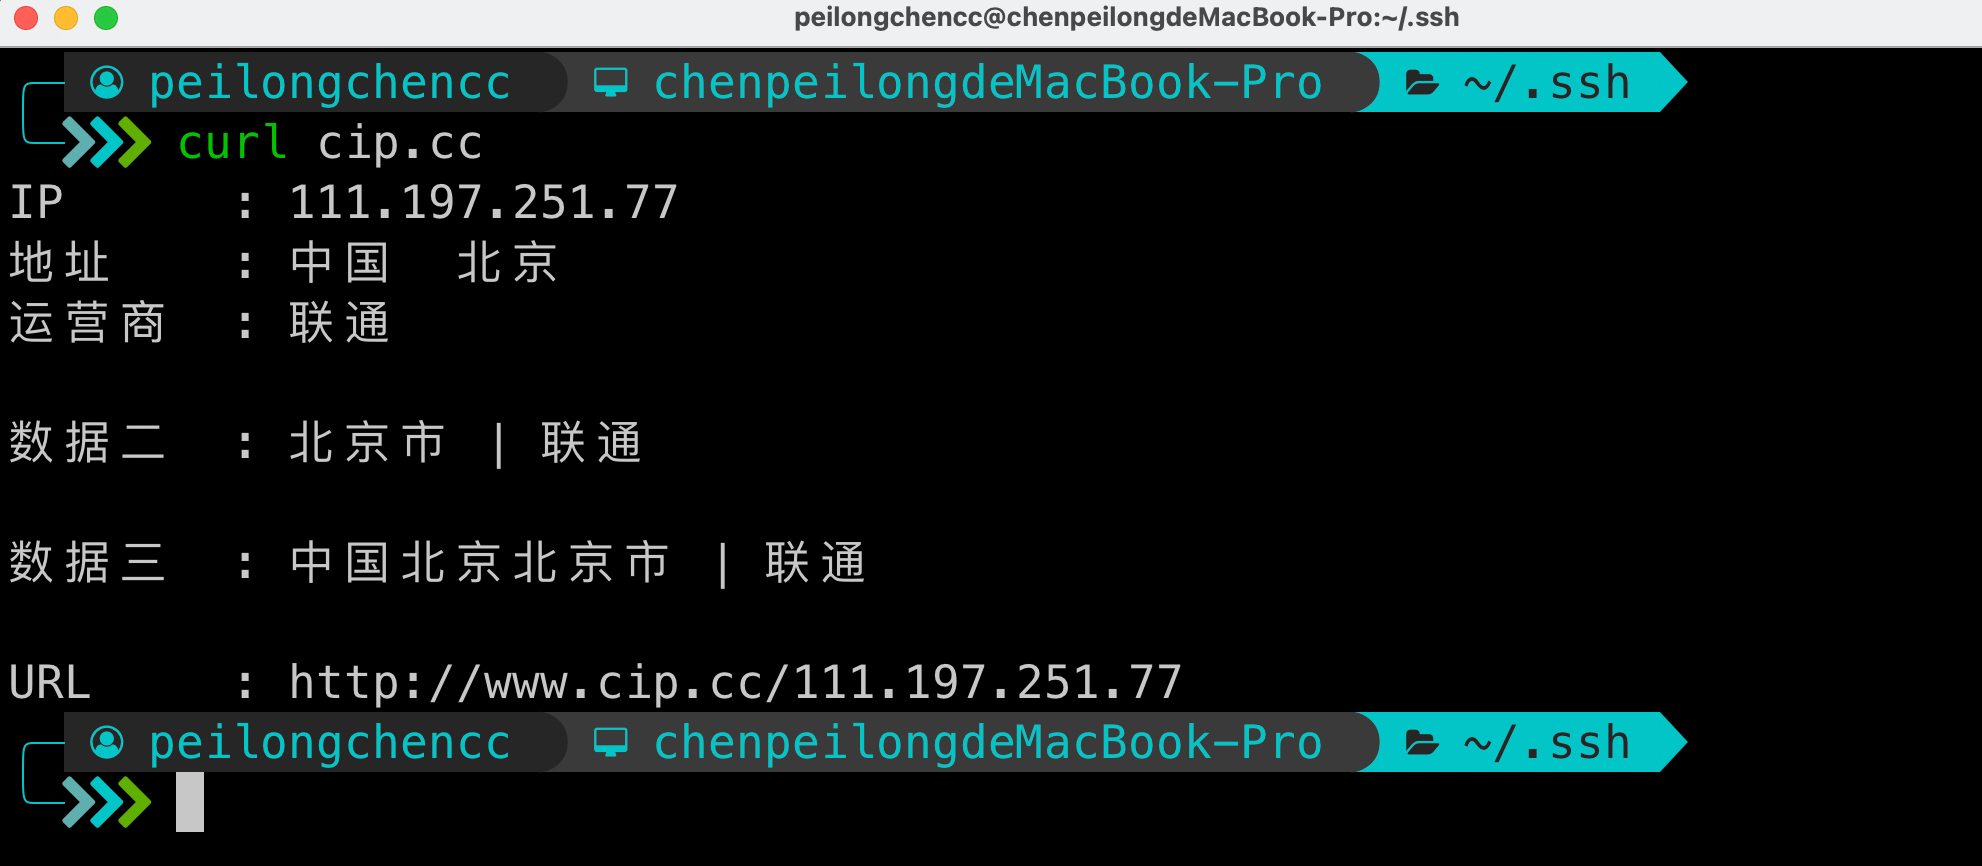 peilongchencc@chenpeilongdeMacBook-Pro:~/.ssh
peilongchencc chenpeilongdeMacBook-Pro ~/.ssh
curl cip.cc
IP : 111.197.251.77
地址 : 中国 北京
运营商 : 联通
数据二 : 北京市 | 联通
数据三 : 中国北京北京市 | 联通
URL : http://www.cip.cc/111.197.251.77
peilongchencc chenpeilongdeMacBook-Pro ~/.ssh